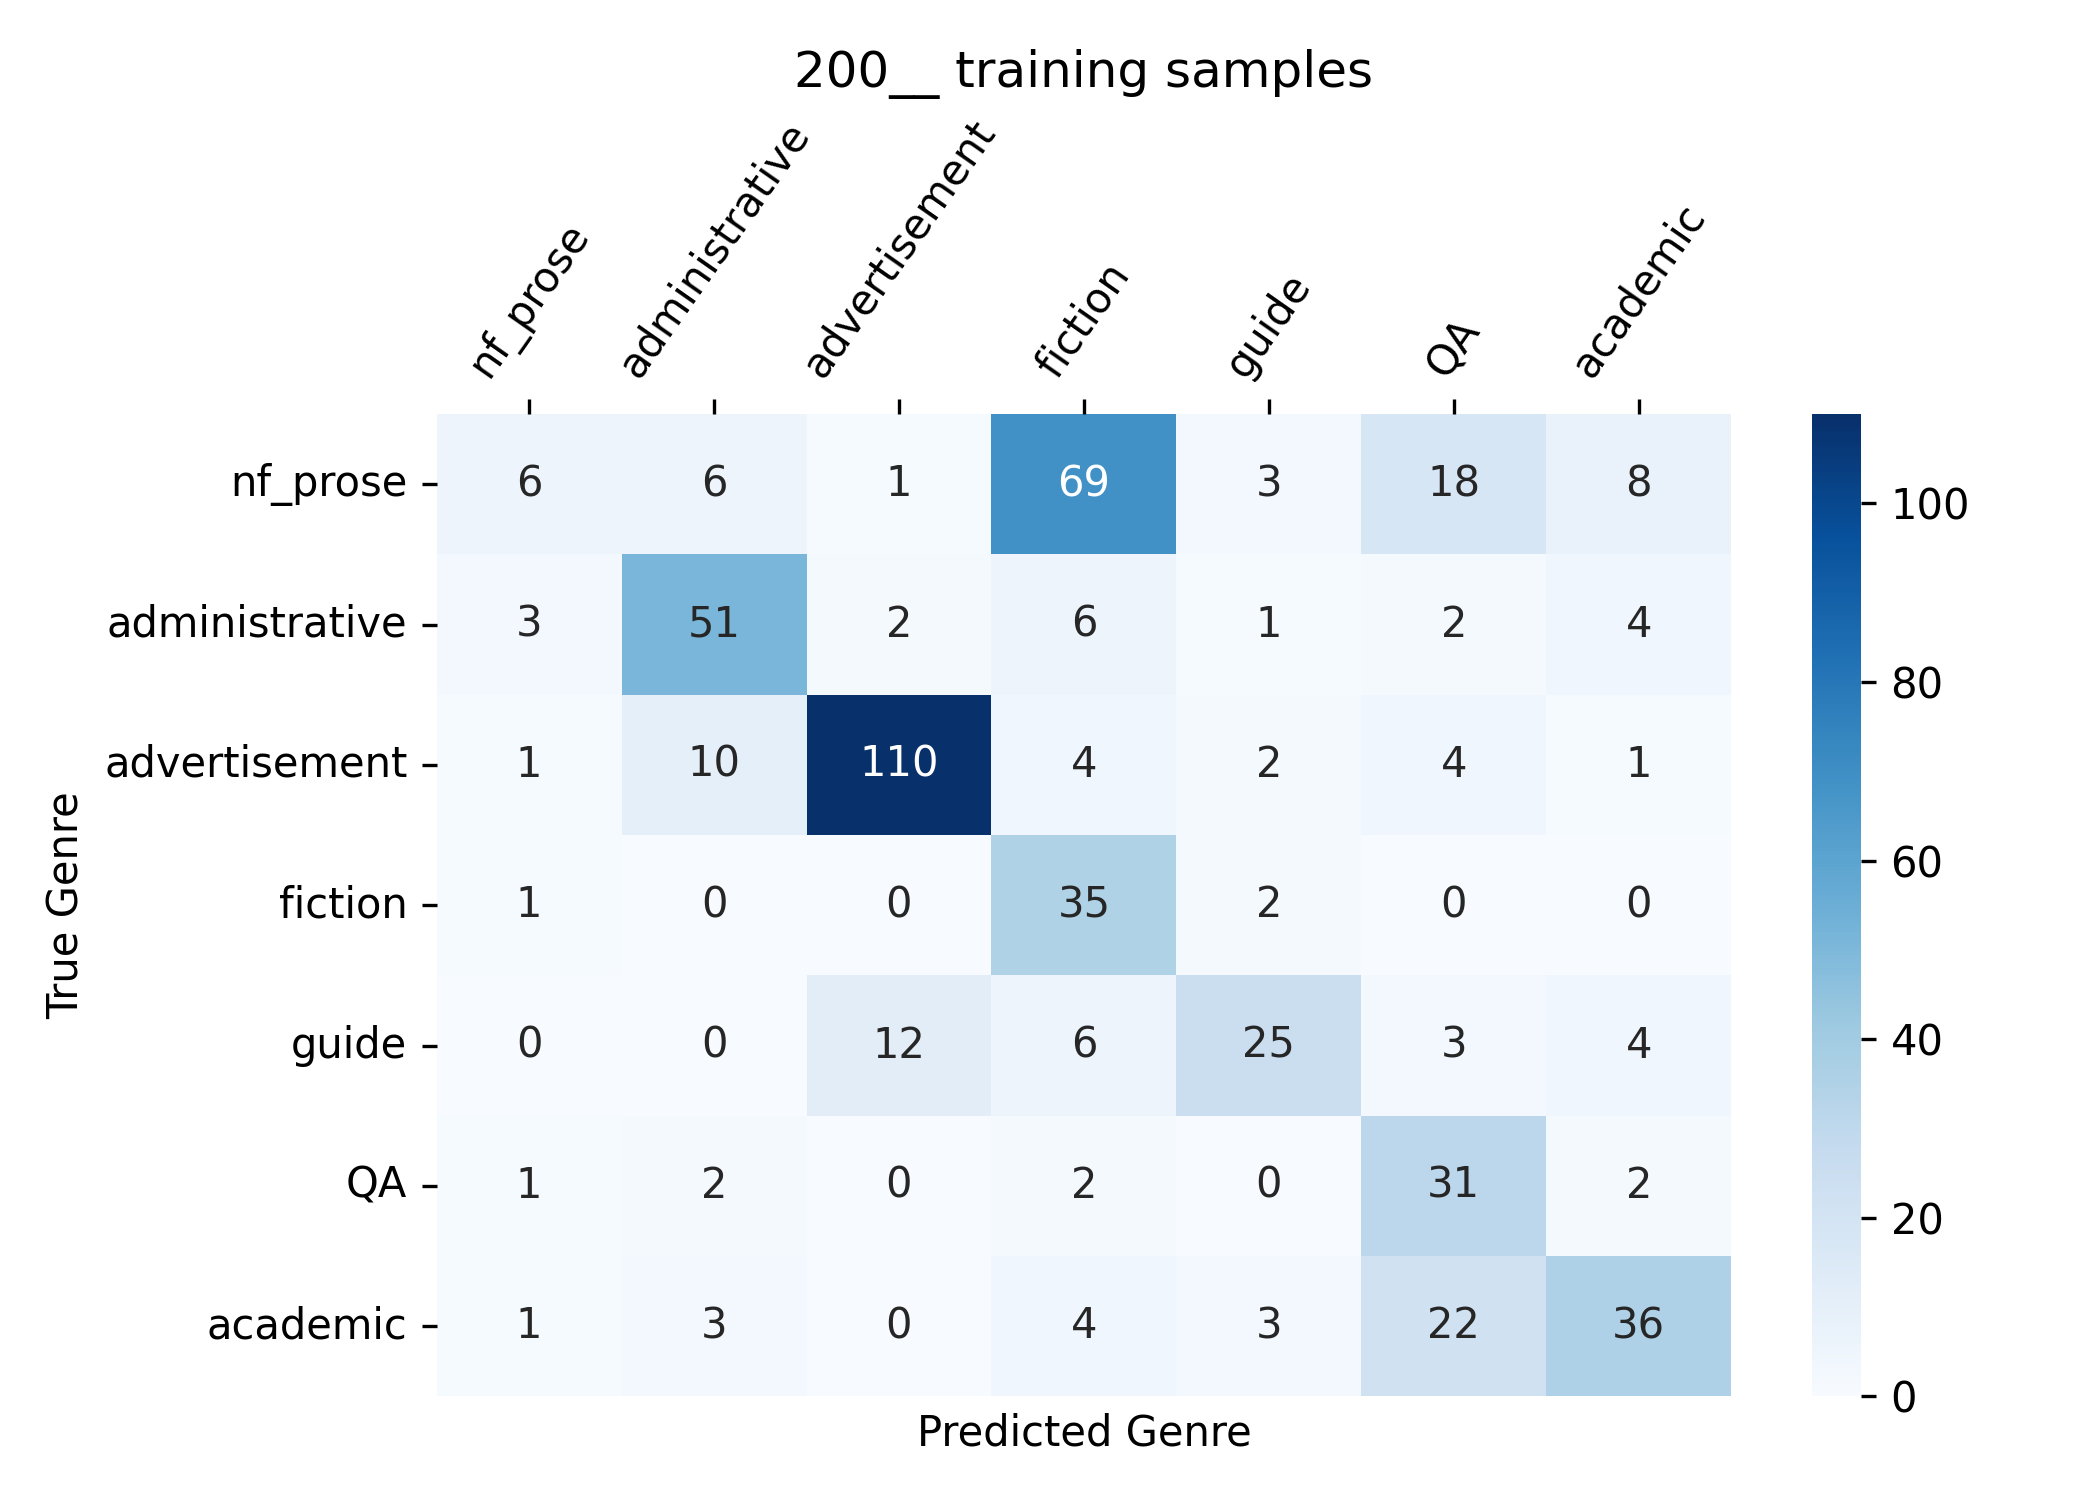 200__ training samples
nf_prose administrative advertisement fiction guide QA academic
nf_prose 6 6 1 69 3 18 8
administrative 3 51 2 6 1 2 4
advertisement 1 10 110 4 2 4 1
fiction 1 0 0 35 2 0 0
guide 0 0 12 6 25 3 4
QA 1 2 0 2 0 31 2
academic 1 3 0 4 3 22 36
True Genre
Predicted Genre
100
80
60
40
20
0